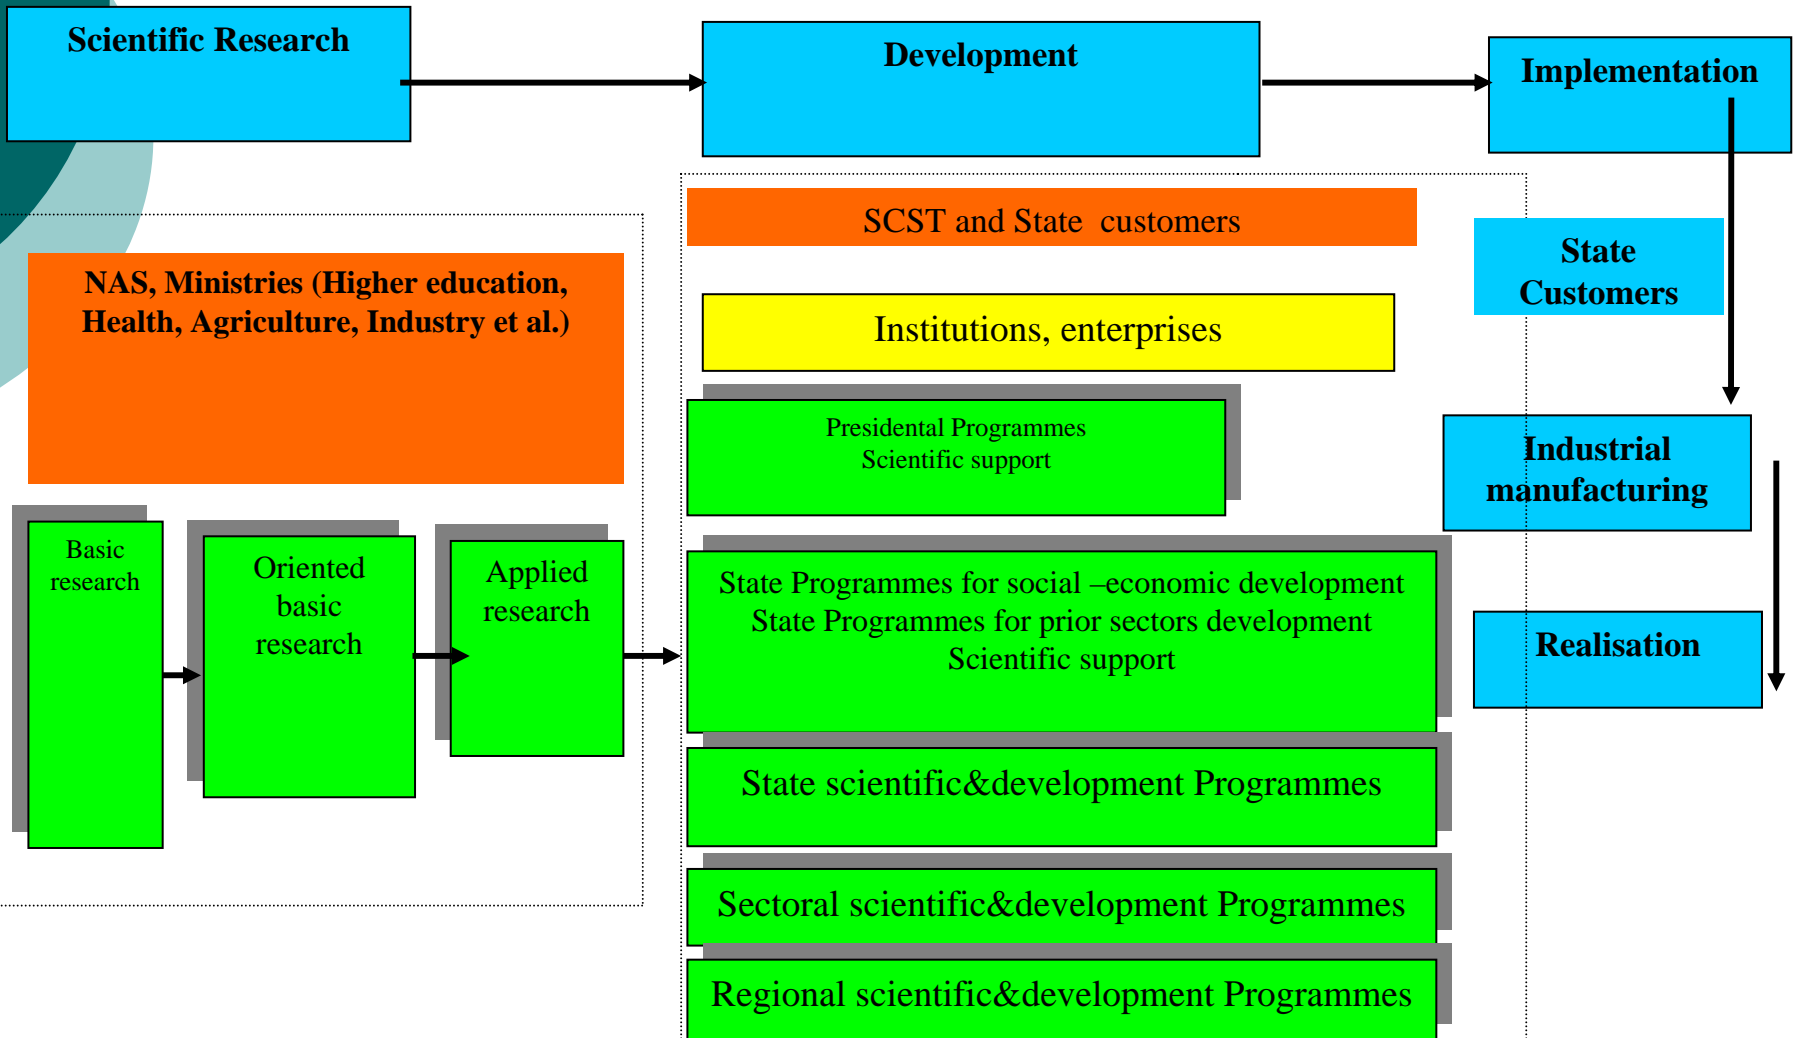 Scientific Research
Development
Implementation
NAS, Ministries (Higher education,
Health, Agriculture, Industry et al.)
Basic
research
Oriented
basic
research
Applied
research
SCST and State customers
Institutions, enterprises
Presidental Programmes
Scientific support
State Programmes for social –economic development
State Programmes for prior sectors development
Scientific support
State scientific&development Programmes
Sectoral scientific&development Programmes
Regional scientific&development Programmes
State
Customers
Industrial
manufacturing
Realisation